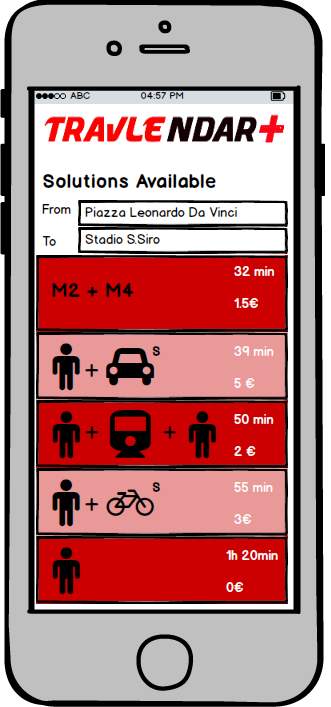 ABC 04:57 PM
TRAVLENDAR+
Solutions Available
From Piazza Leonardo Da Vinci
To Stadio S.Siro
M2 + M4 32 min
1.5€
+ S 39 min
5 €
+ + 50 min
2 €
+ S 55 min
3€
1h 20min
0€